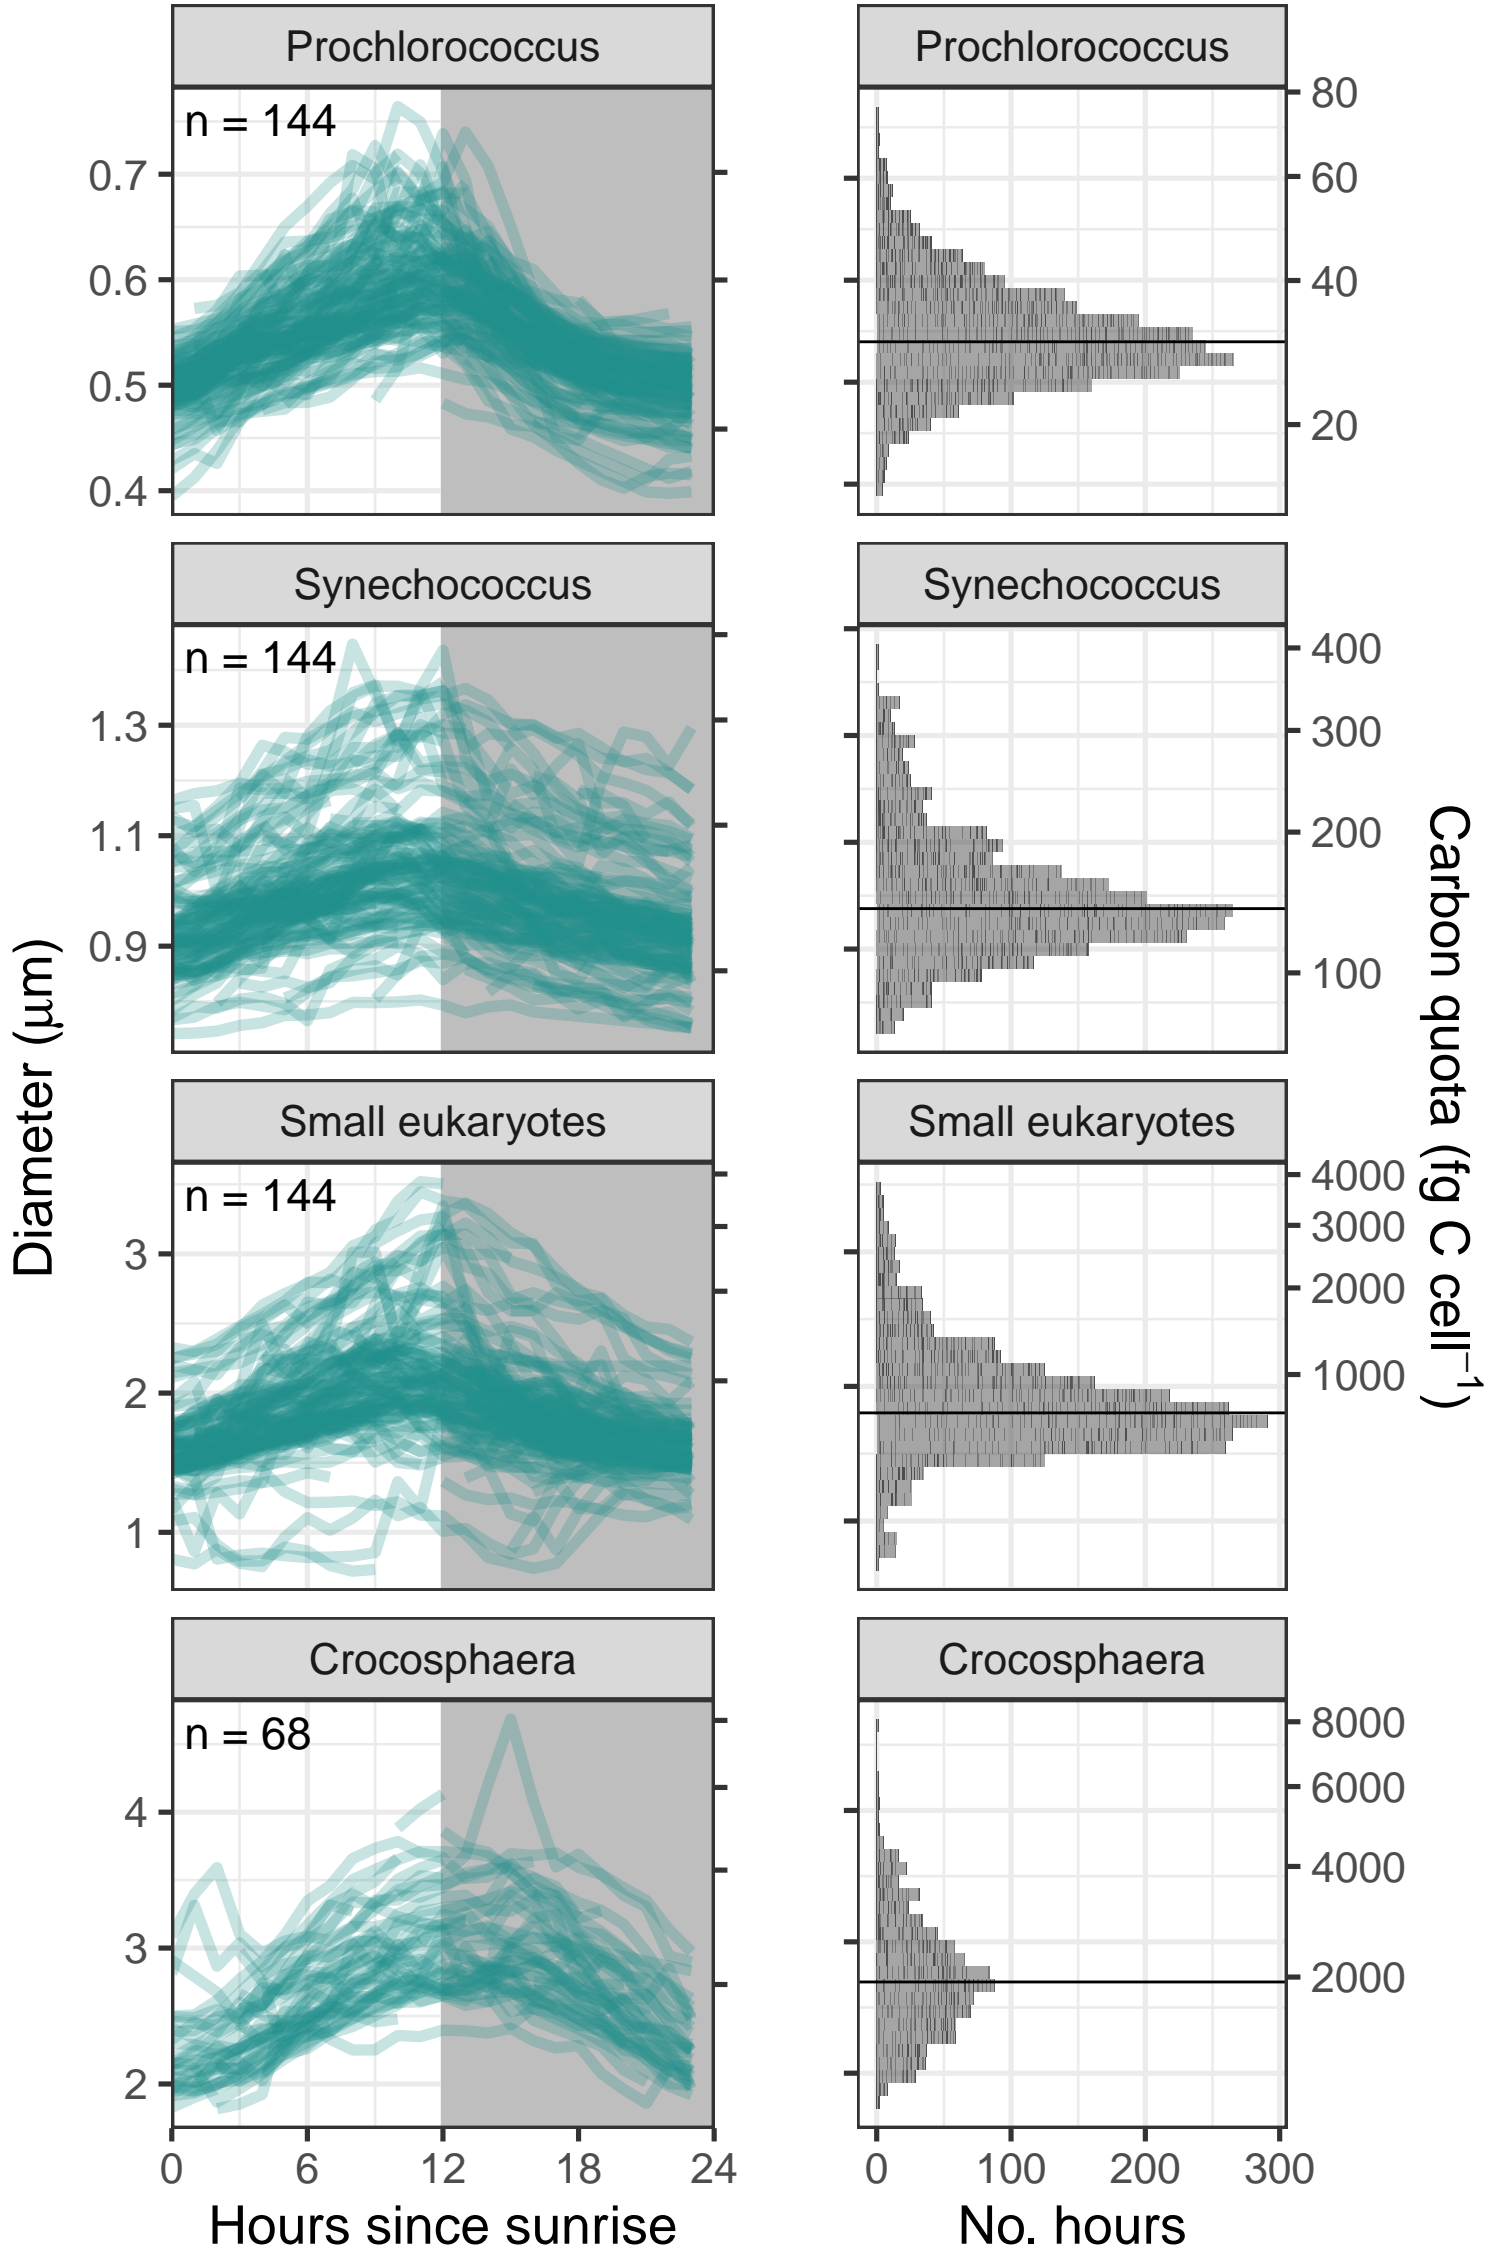 Prochlorococcus
Prochlorococcus
n = 144
0.7
0.6
0.5
0.4
80
60
40
20
Synechococcus
Synechococcus
n = 144
1.3
1.1
0.9
400
300
200
100
Small eukaryotes
Small eukaryotes
n = 144
3
2
1
4000
3000
2000
1000
Crocosphaera
Crocosphaera
n = 68
4
3
2
8000
6000
4000
2000
0 6 12 18 24
0 100 200 300
Hours since sunrise
No. hours
Diameter (μm)
Carbon quota (fg C cell⁻¹)